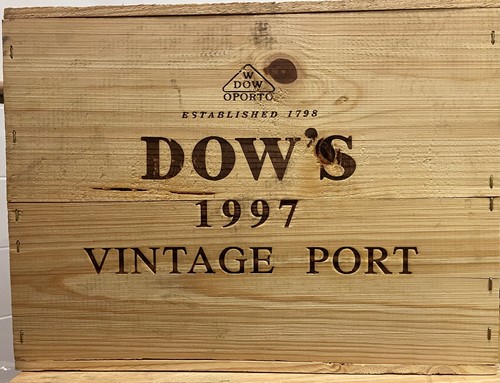 W
DOW
OPORTO
ESTABLISHED 1798
DOW'S
1997
VINTAGE PORT